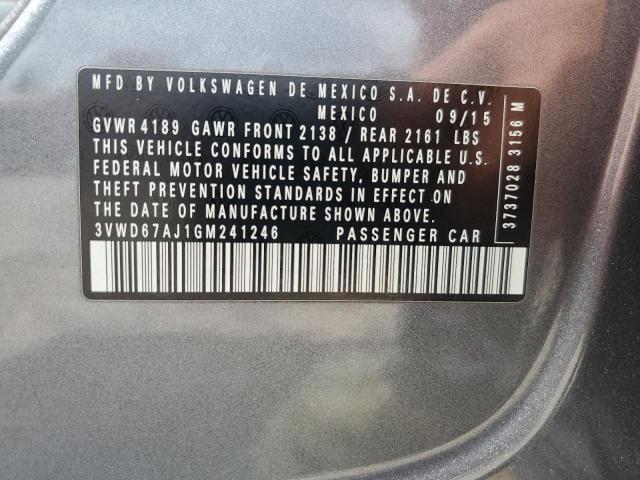 MFD BY VOLKSWAGEN DE MEXICO S.A. DE C.V.
MEXICO 09/15
GVWR 4189 GAWR FRONT 2138 / REAR 2161 LBS
THIS VEHICLE CONFORMS TO ALL APPLICABLE U.S.
FEDERAL MOTOR VEHICLE SAFETY, BUMPER AND
THEFT PREVENTION STANDARDS IN EFFECT ON
THE DATE OF MANUFACTURE SHOWN ABOVE.
3VWD67AJ1GM241246 PASSENGER CAR
37370283156 M